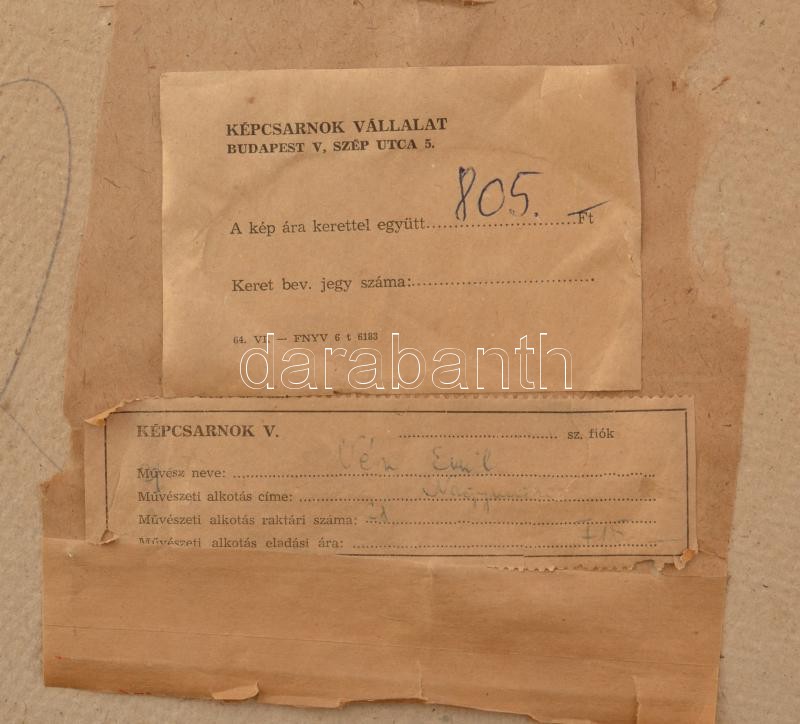 KÉPCSARNOK VÁLLALAT
BUDAPEST V, SZÉP UTCA 5.
A kép ára kerettel együtt 805. Ft
Keret bev. jegy száma:
64. VI. — FNYV 6 t 6183
darabanth
KÉPCSARNOK V. sz. fiók
Művész neve: Vén Emil
Művészeti alkotás címe:
Művészeti alkotás raktári száma:
Művészeti alkotás eladási ára: